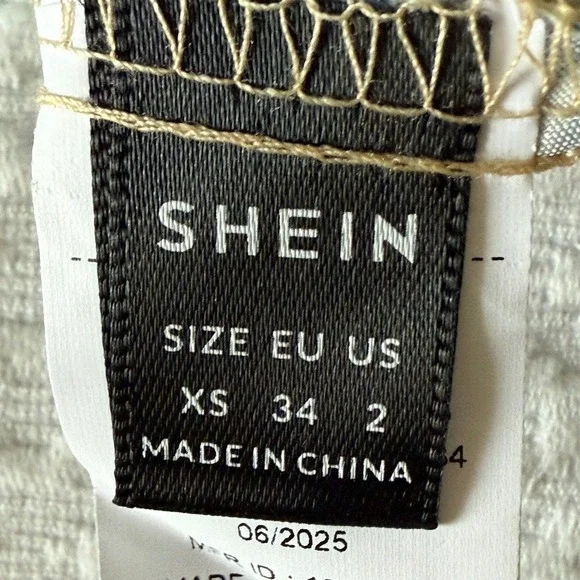 SHEIN
SIZE EU US
XS 34 2
MADE IN CHINA
06/2025